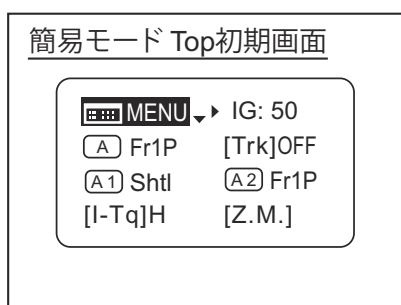 簡易モード Top初期画面
MENU IG: 50
A Fr1P [Trk]OFF
A1 Shtl A2 Fr1P
[I-Tq]H [Z.M.]